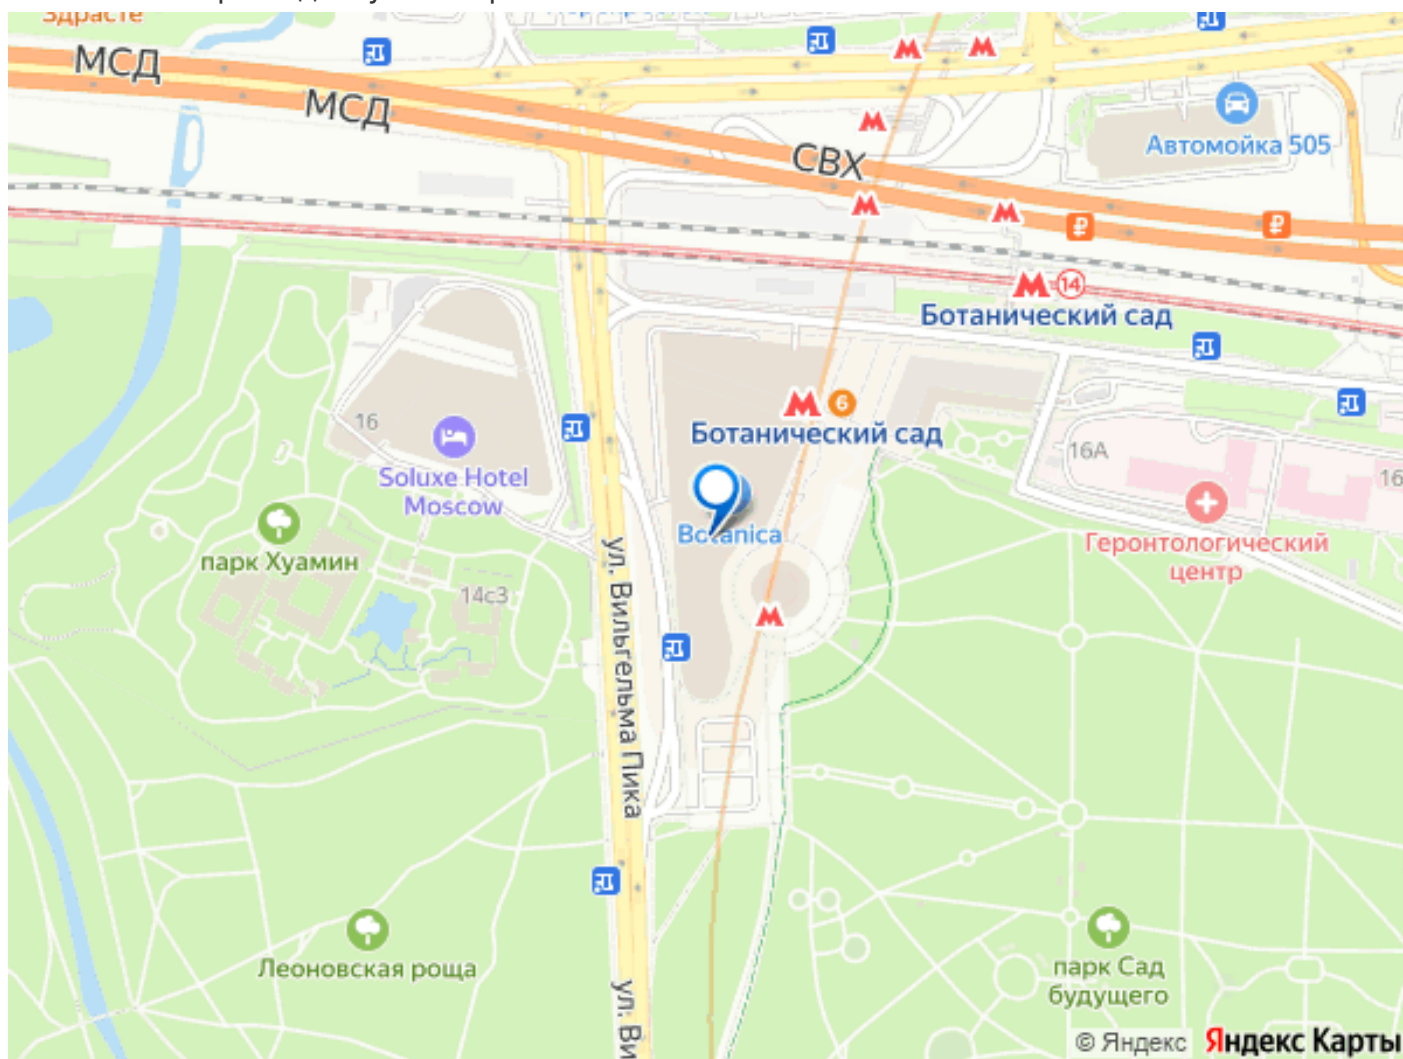 Здрасте
МСД
МСД
СВХ
Автомойка 505
14
Ботанический сад
6
Ботанический сад
16
Soluxe Hotel
Moscow
16А
16
Botanica
Геронтологический
центр
парк Хуамин
14с3
ул. Вильгельма Пика
Леоновская роща
парк Сад
будущего
ул. Ви
© Яндекс Яндекс Карты